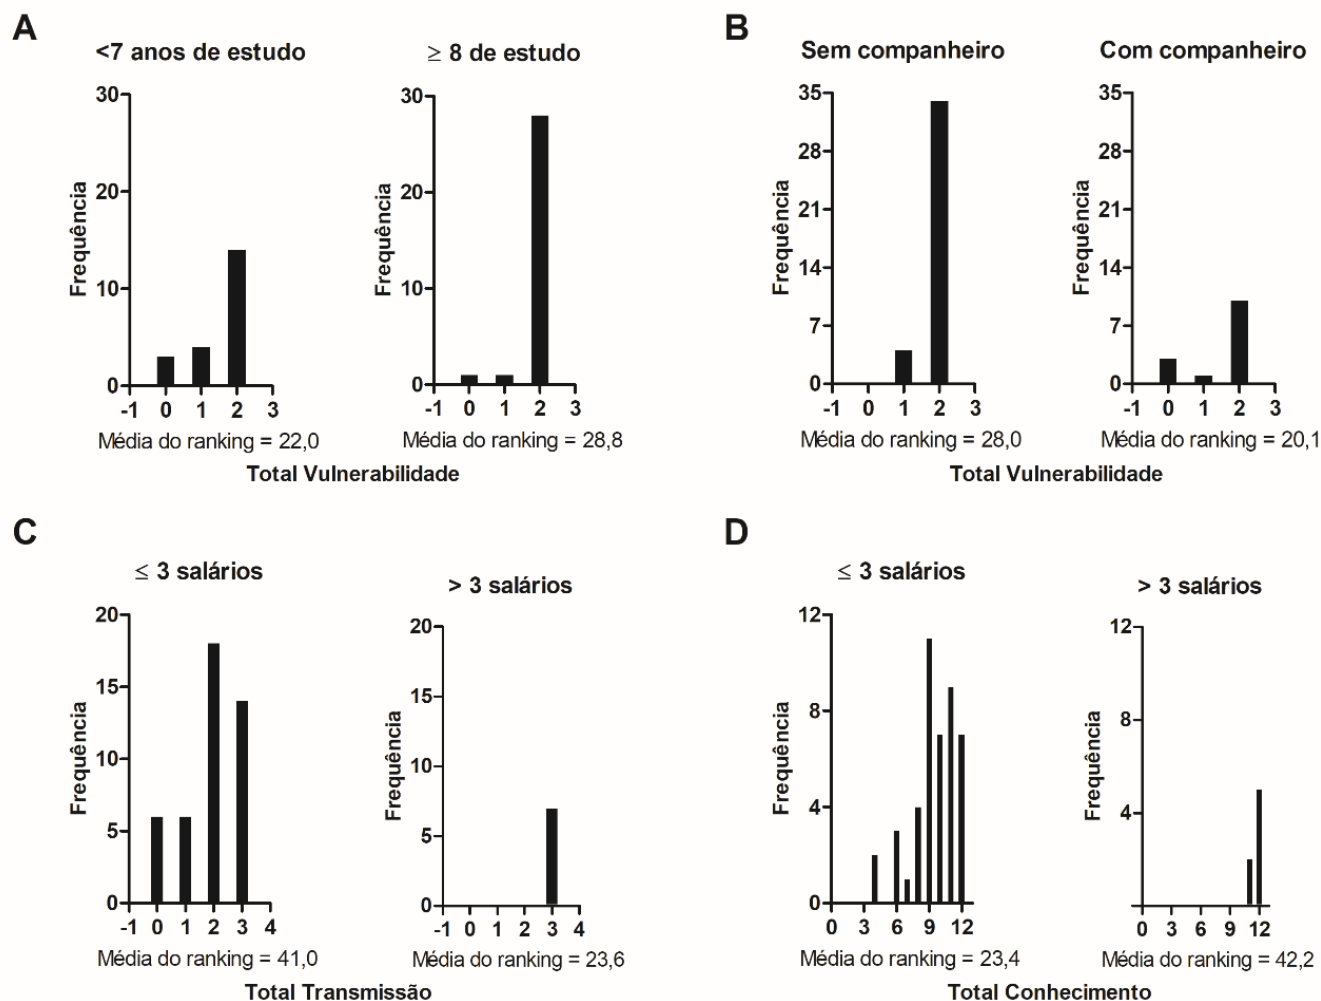 A
<7 anos de estudo
≥ 8 de estudo
Frequência
30
20
10
0
-1 0 1 2 3
Média do ranking = 22,0
Frequência
30
20
10
0
-1 0 1 2 3
Média do ranking = 28,8
Total Vulnerabilidade
B
Sem companheiro
Com companheiro
Frequência
35
28
21
14
7
0
-1 0 1 2 3
Média do ranking = 28,0
Frequência
35
28
21
14
7
0
-1 0 1 2 3
Média do ranking = 20,1
Total Vulnerabilidade
C
≤ 3 salários
> 3 salários
Frequência
20
15
10
5
0
-1 0 1 2 3 4
Média do ranking = 41,0
Frequência
20
15
10
5
0
-1 0 1 2 3 4
Média do ranking = 23,6
Total Transmissão
D
≤ 3 salários
> 3 salários
Frequência
12
8
4
0
0 3 6 9 12
Média do ranking = 23,4
Frequência
12
8
4
0 3 6 9 12
Média do ranking = 42,2
Total Conhecimento